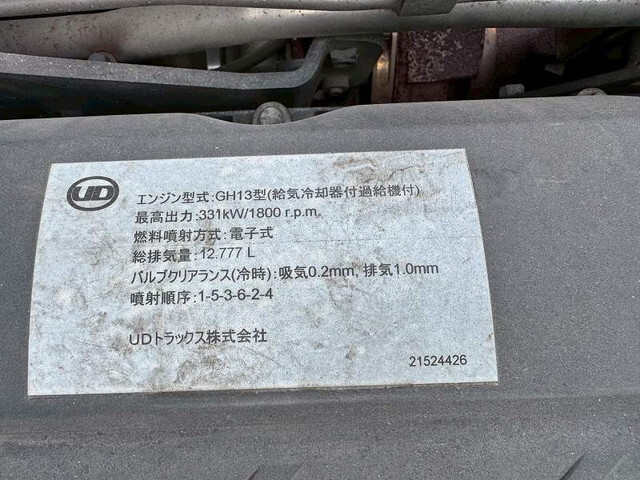 UD
エンジン型式:GH13型(給気冷却器付過給機付)
最高出力:331kW/1800 r.p.m.
燃料噴射方式:電子式
総排気量:12.777 L
バルブクリアランス(冷時):吸気0.2mm, 排気1.0mm
噴射順序:1-5-3-6-2-4
UDトラックス株式会社
21524426